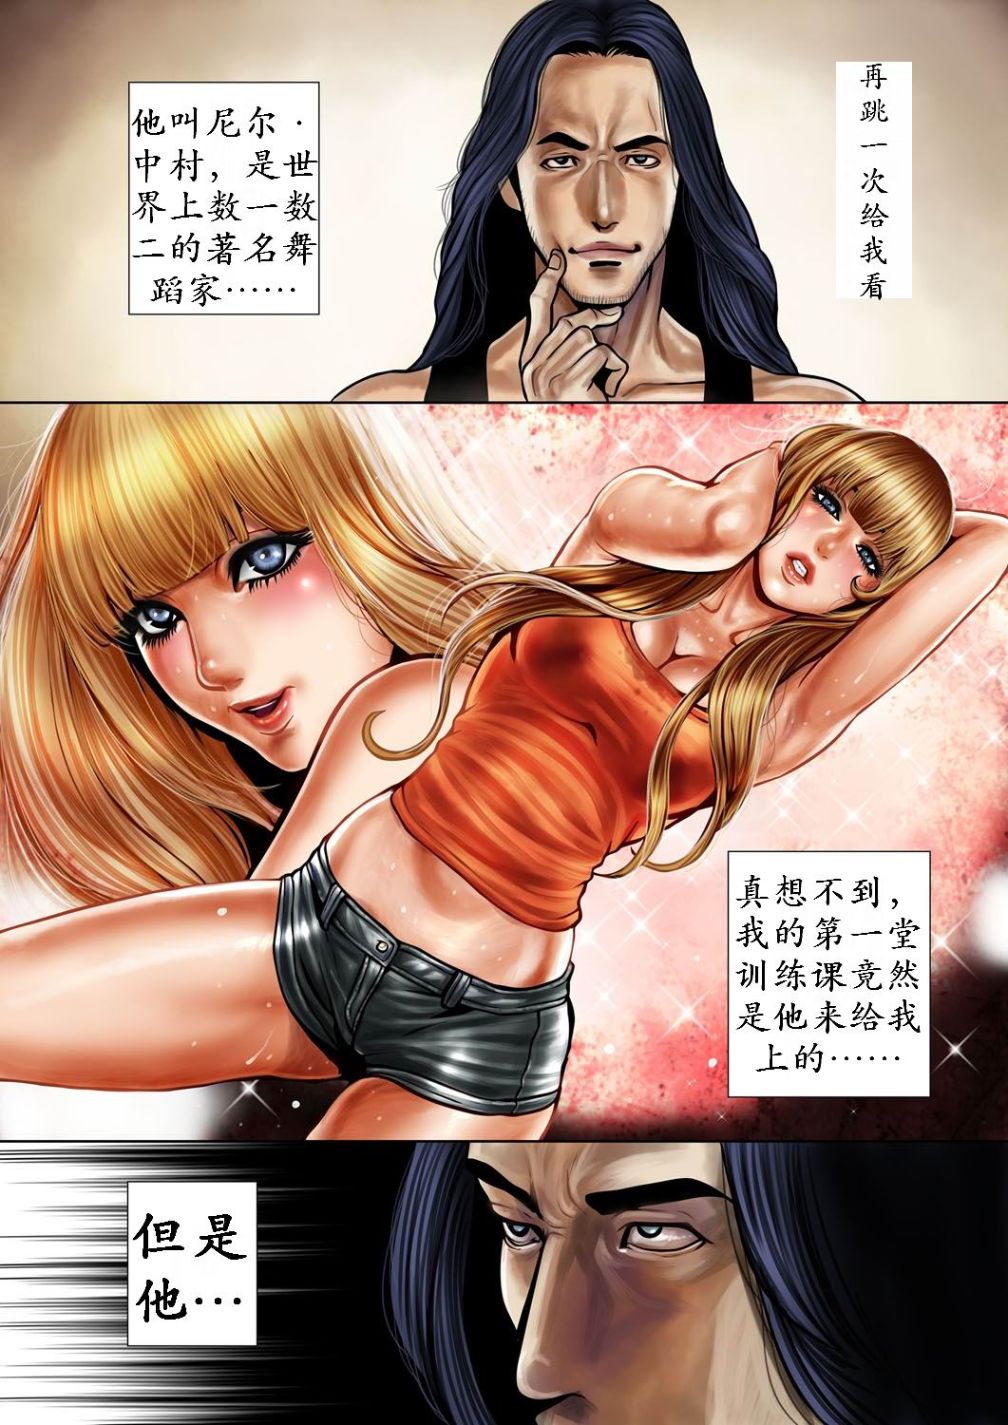 再跳一次给我看
他叫尼尔·
中村，是世
界上数一数
二的著名舞
蹈家……
真想不到，
我的第一堂
训练课竟然
是他来给我
上的……
但是
他…